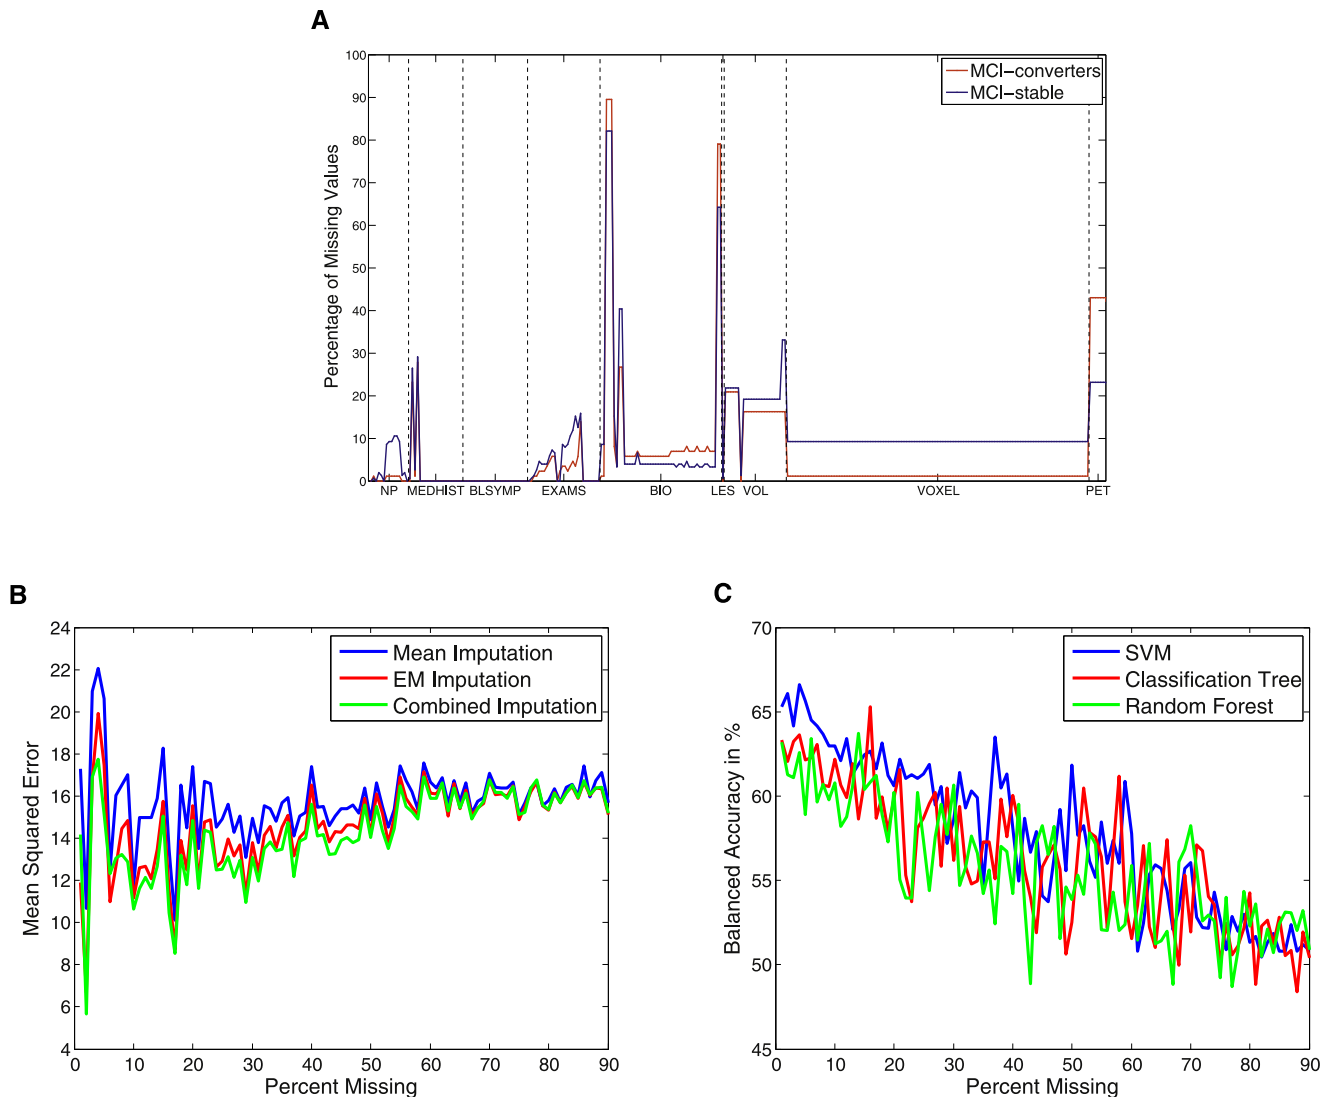 A
Percentage of Missing Values
100
90
80
70
60
50
40
30
20
10
0
MCI-converters
MCI-stable
NP MEDHIST BLSYMP EXAMS BIO LES VOL VOXEL PET
B
Mean Squared Error
24
22
20
18
16
14
12
10
8
6
4
Mean Imputation
EM Imputation
Combined Imputation
0 10 20 30 40 50 60 70 80 90
Percent Missing
C
Balanced Accuracy in %
70
65
60
55
50
45
SVM
Classification Tree
Random Forest
0 10 20 30 40 50 60 70 80 90
Percent Missing